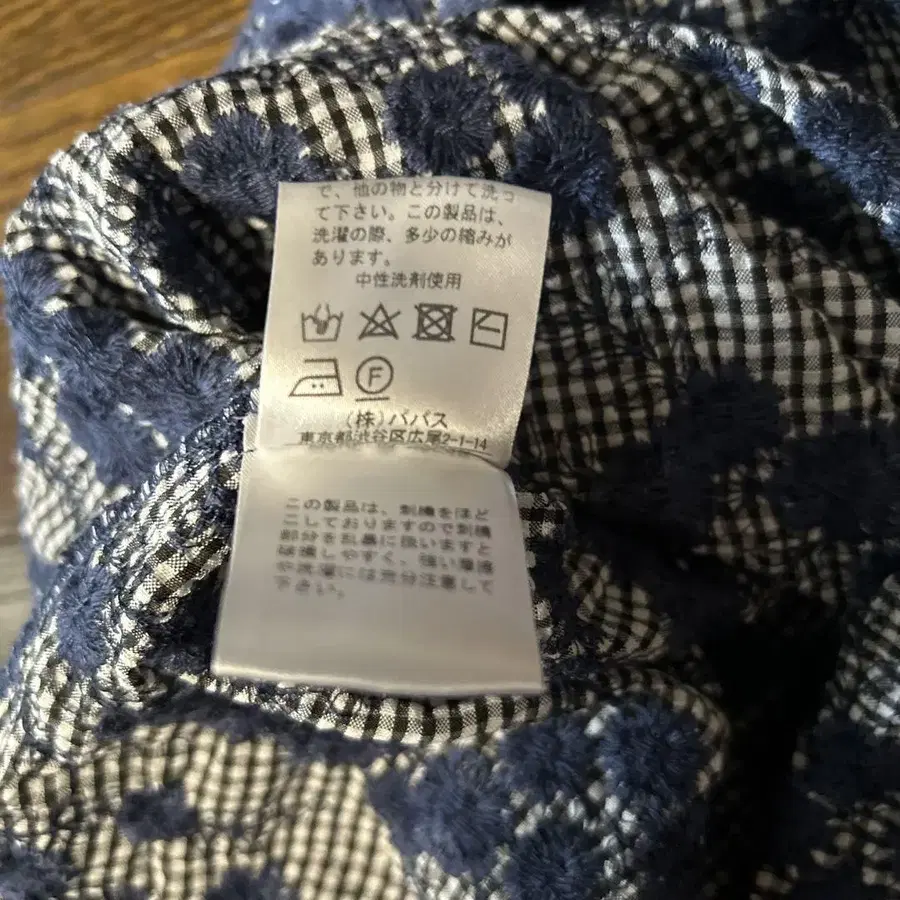 で、他の物と分けて洗っ
て下さい。この製品は、
洗濯の際、多少の縮みが
あります。
中性洗剤使用
F
(株)パパス
東京都渋谷区広尾2-1-14
この製品は、刺繍をほど
こしておりますので刺繍
部分を乱暴に扱いますと
破損しやすく、強い摩擦
や洗濯には充分注意して
下さい。